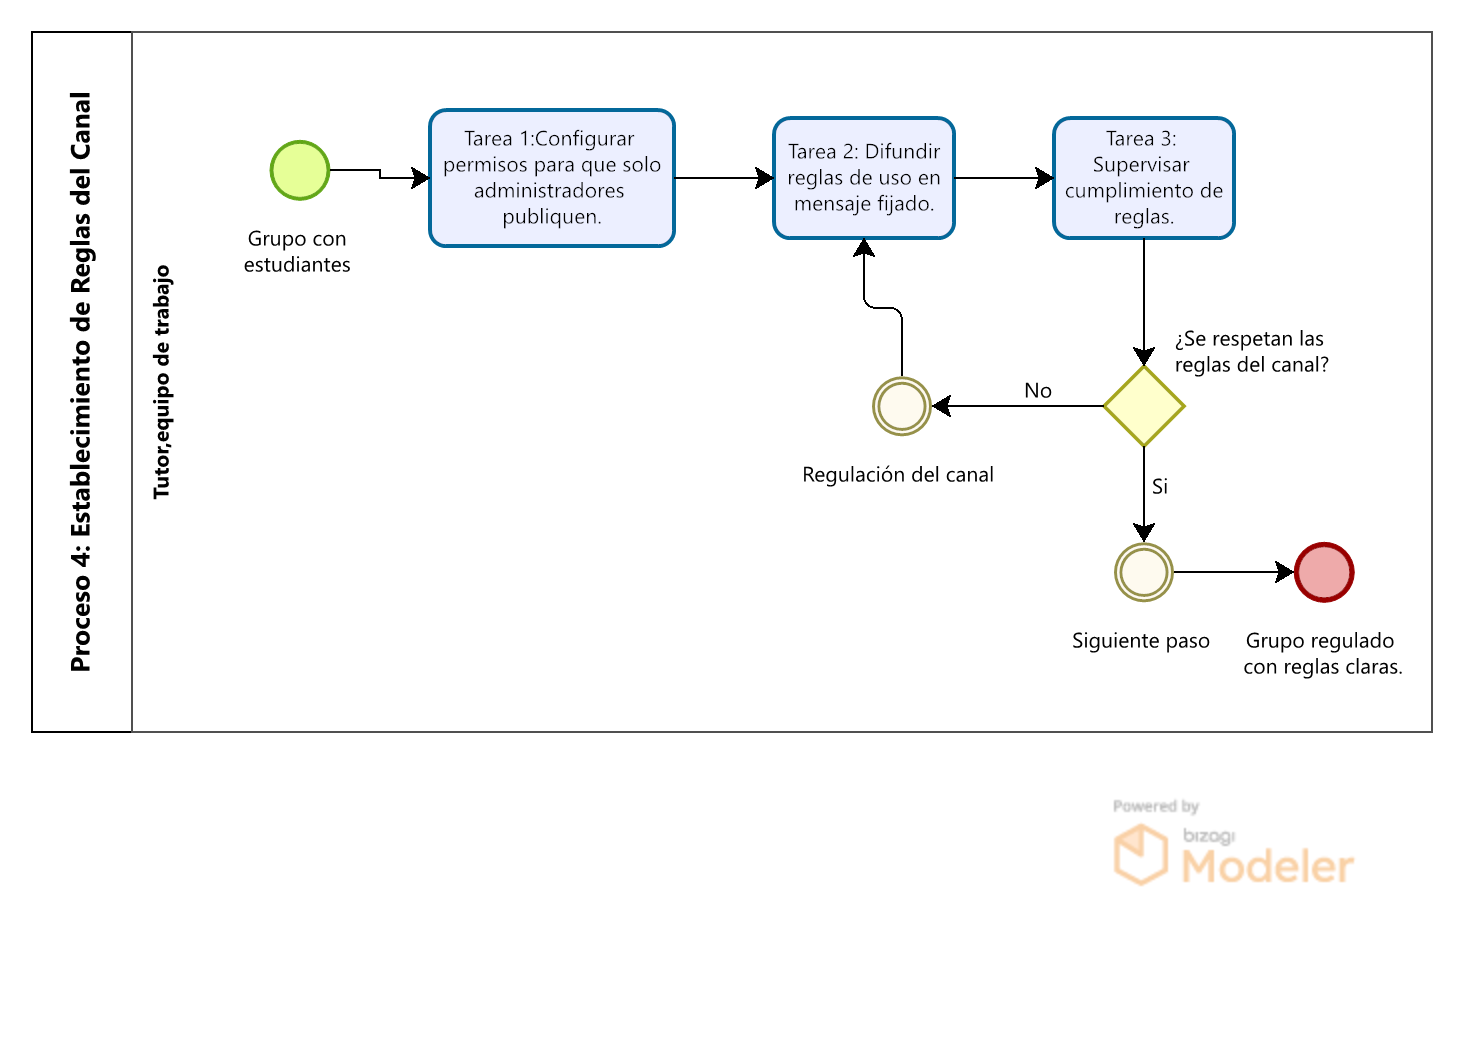 Proceso 4: Establecimiento de Reglas del Canal
Tutor,equipo de trabajo
Grupo con
estudiantes
Tarea 1:Configurar
permisos para que solo
administradores
publiquen.
Tarea 2: Difundir
reglas de uso en
mensaje fijado.
Tarea 3:
Supervisar
cumplimiento de
reglas.
¿Se respetan las
reglas del canal?
No
Regulación del canal
Si
Siguiente paso
Grupo regulado
con reglas claras.
Powered by
bizagi
Modeler